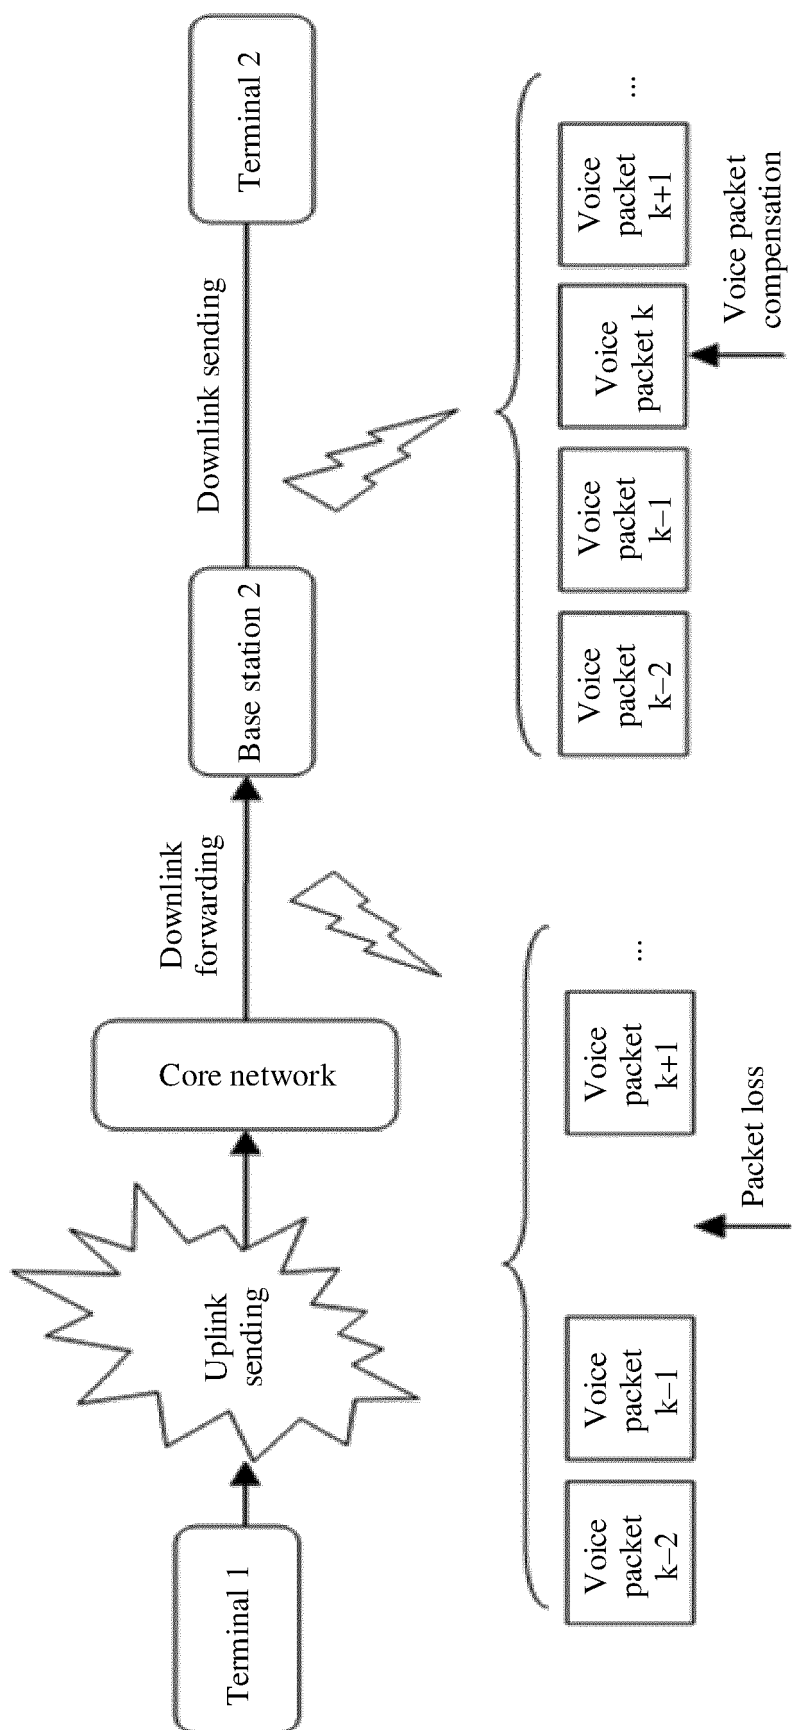 Terminal 1
Uplink
sending
Core network
Downlink
forwarding
Base station 2
Downlink sending
Terminal 2
Voice
packet
k–2
Voice
packet
k–1
Voice
packet
k+1
...
Packet loss
Voice
packet
k–2
Voice
packet
k–1
Voice
packet k
Voice
packet
k+1
...
Voice packet
compensation